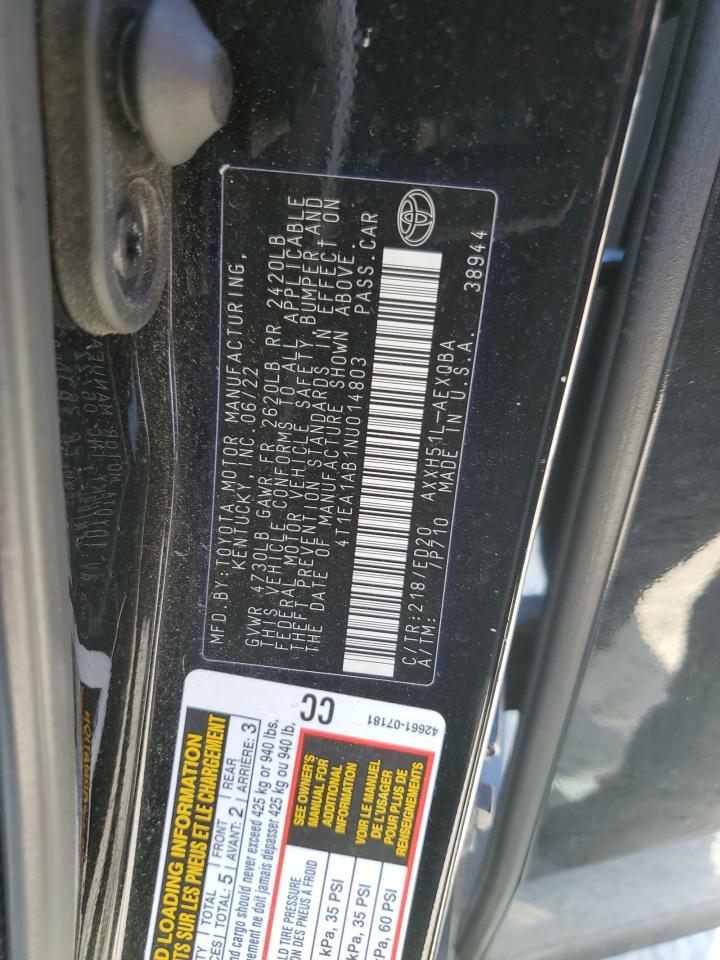 MFD.BY:TOYOTA MOTOR MANUFACTURING,
KENTUCKY, INC. 06/22
GVWR 4730LB GAWR FR 2620LB RR 2420LB
THIS VEHICLE CONFORMS TO ALL APPLICABLE
FEDERAL MOTOR VEHICLE SAFETY BUMPER, AND
THEFT PREVENTION STANDARDS IN EFFECT ON
THE DATE OF MANUFACTURE SHOWN ABOVE.
4T1EA1AB1NU014803 PASS.CAR
C/TR:218/ED20 AXXH51L-AEXQBA
A/TM: /P710 MADE IN U.S.A. 38944
CC
42661-07181
LOADING INFORMATION
SUR LES PNEUS ET LE CHARGEMENT
TOTAL FRONT REAR
TOTAL: 5 AVANT: 2 ARRIÈRE: 3
and cargo should never exceed 425 kg or 940 lbs.
ne doit jamais dépasser 425 kg ou 940 lb.
TIRE PRESSURE
DES PNEUS À FROID
SEE OWNER'S
MANUAL FOR
ADDITIONAL
INFORMATION
VOIR LE MANUEL
DE L'USAGER
POUR PLUS DE
RENSEIGNEMENTS
kPa, 35 PSI
kPa, 35 PSI
kPa, 60 PSI